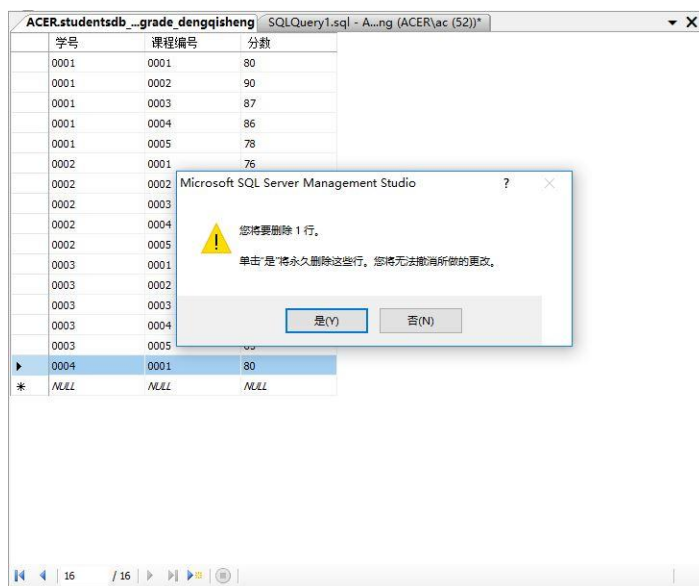 ACER.studentsdb_...grade_dengqisheng SQLQuery1.sql - A...ng (ACER\ac (52))*
学号 课程编号 分数
0001 0001 80
0001 0002 90
0001 0003 87
0001 0004 86
0001 0005 78
0002 0001 76
0002 0002
0002 0003
0002 0004
0002 0005
0003 0001
0003 0002
0003 0003
0003 0004
0003 0005
0004 0001 80
NULL NULL NULL
Microsoft SQL Server Management Studio ?
您将要删除 1 行。
单击“是”将永久删除这些行。您将无法撤消所做的更改。
是(Y) 否(N)
16 / 16